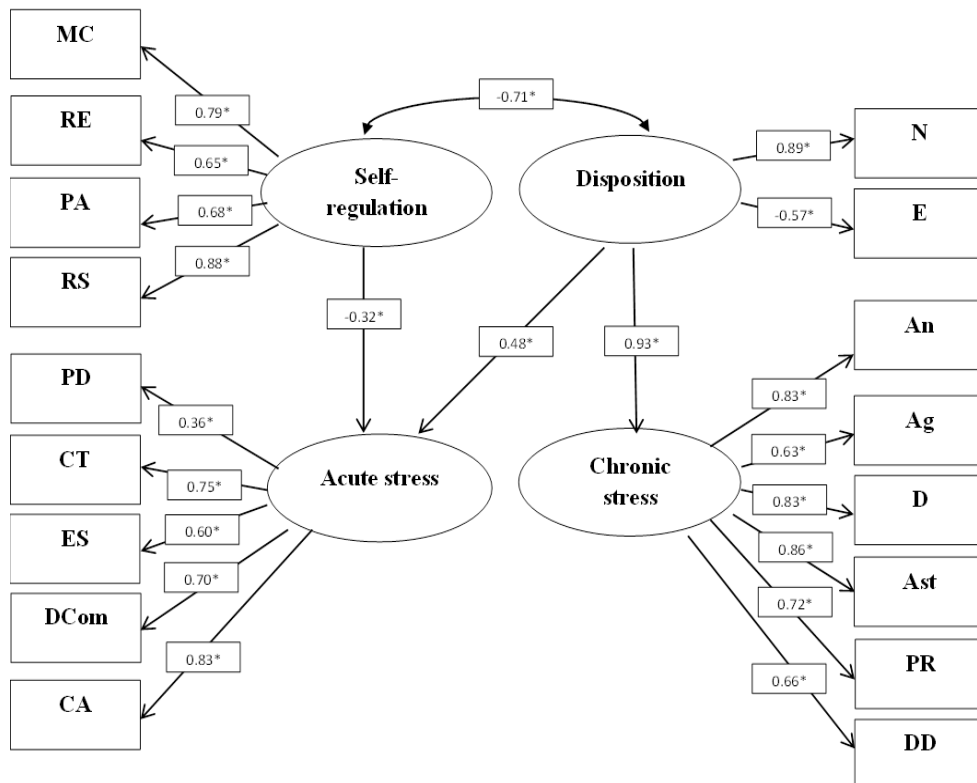 MC
-0.71*
0.79*
RE
N
0.89*
0.65*
Self-
regulation
Disposition
PA
0.68*
E
-0.57*
RS
0.88*
-0.32*
An
0.48*
0.93*
PD
0.83*
0.36*
Ag
0.63*
CT
Acute stress
Chronic
stress
0.75*
D
0.83*
ES
0.60*
0.86*
Ast
0.70*
DCom
0.72*
0.83*
PR
0.66*
CA
DD